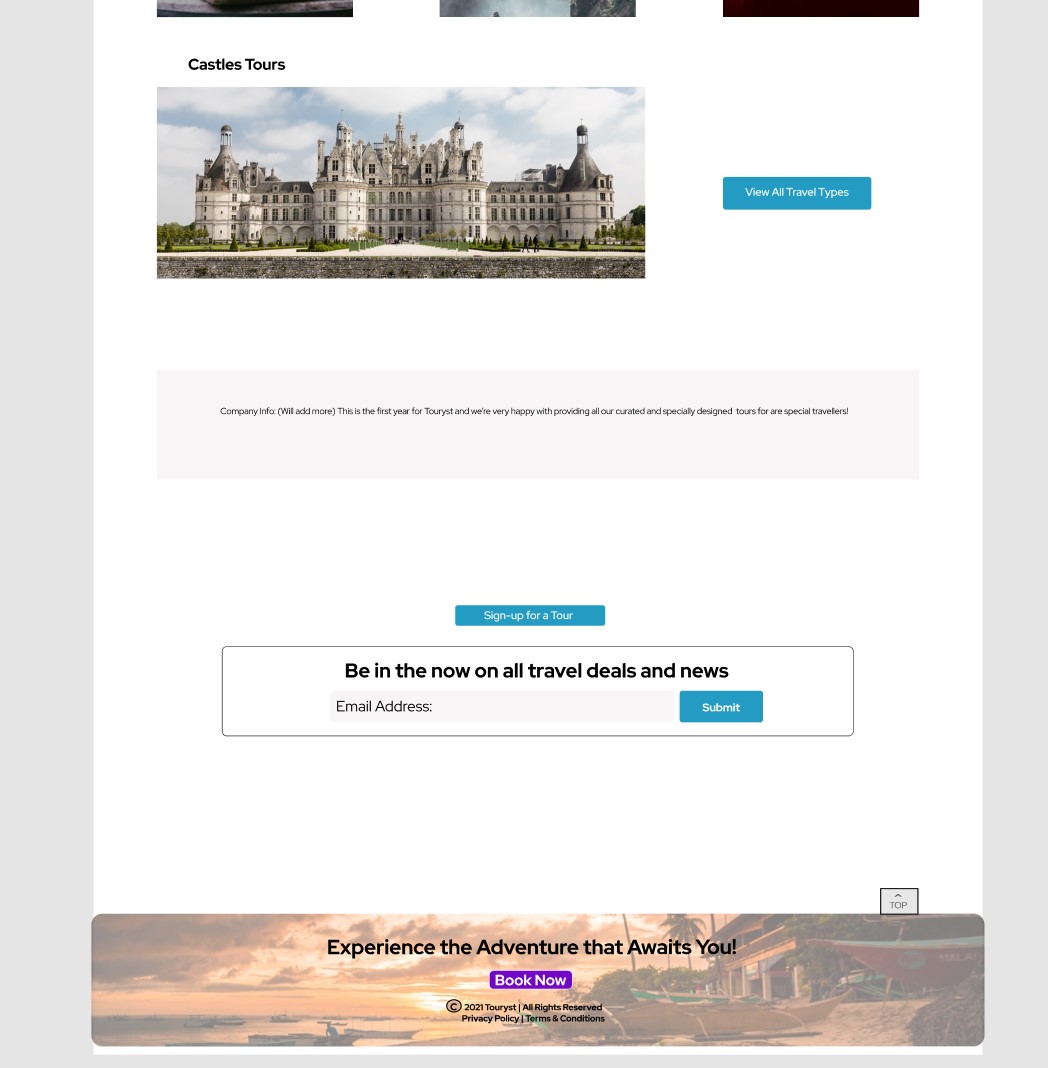 Castles Tours
View All Travel Types
Company Info: (Will add more) This is the first year for Touryst and we're very happy with providing all our curated and specially designed  tours for are special travellers!
Sign-up for a Tour
Be in the now on all travel deals and news
Email Address:
Submit
TOP
Experience the Adventure that Awaits You!
Book Now
© 2021 Touryst | All Rights Reserved
Privacy Policy | Terms & Conditions